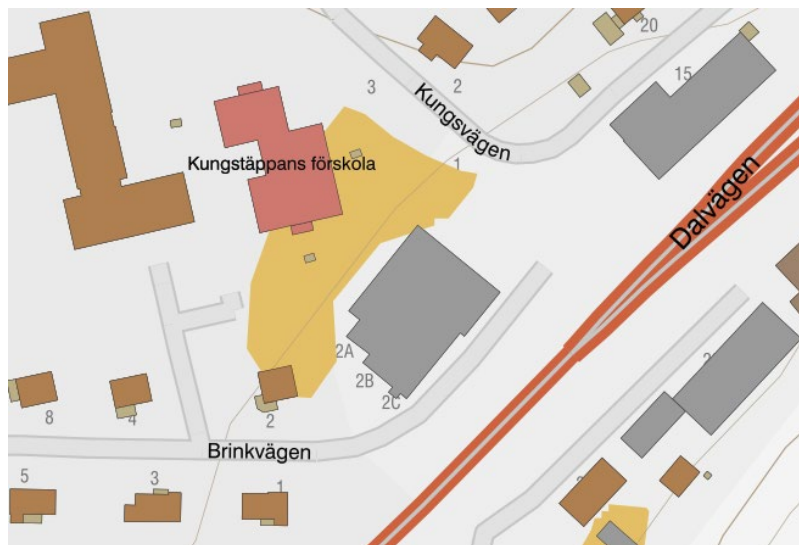 20
15
3
2
Kungsvägen
1
Kungstäppans förskola
Dalvägen
2A
2B
2C
8
4
2
Brinkvägen
5
3
1